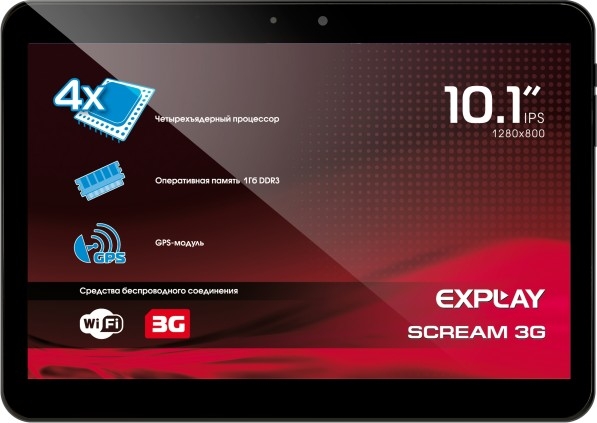 4x
Четырехъядерный процессор
10.1"
IPS
1280x800
Оперативная память 1Гб DDR3
GPS
GPS-модуль
Средства беспроводного соединения
WiFi
3G
EXPLAY
SCREAM 3G